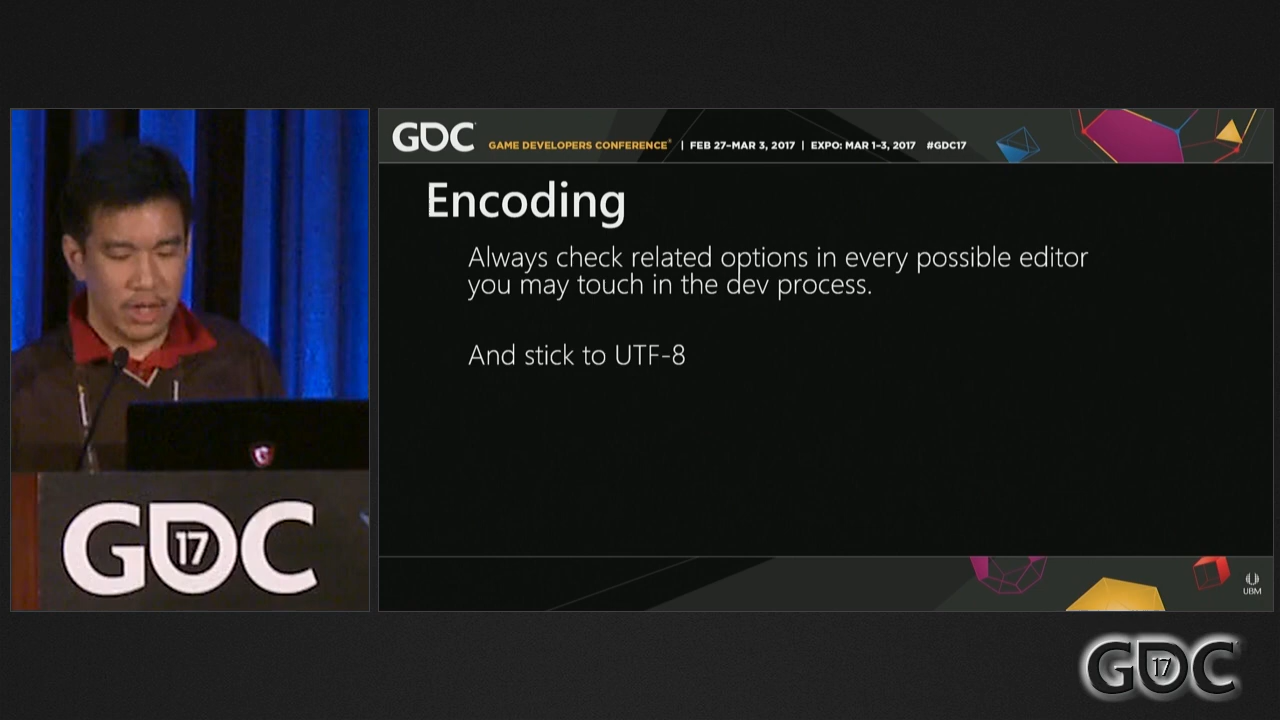 GDC
17
GDC GAME DEVELOPERS CONFERENCE® | FEB 27–MAR 3, 2017 | EXPO: MAR 1–3, 2017 #GDC17
Encoding
Always check related options in every possible editor
you may touch in the dev process.
And stick to UTF-8
UBM
GDC
17